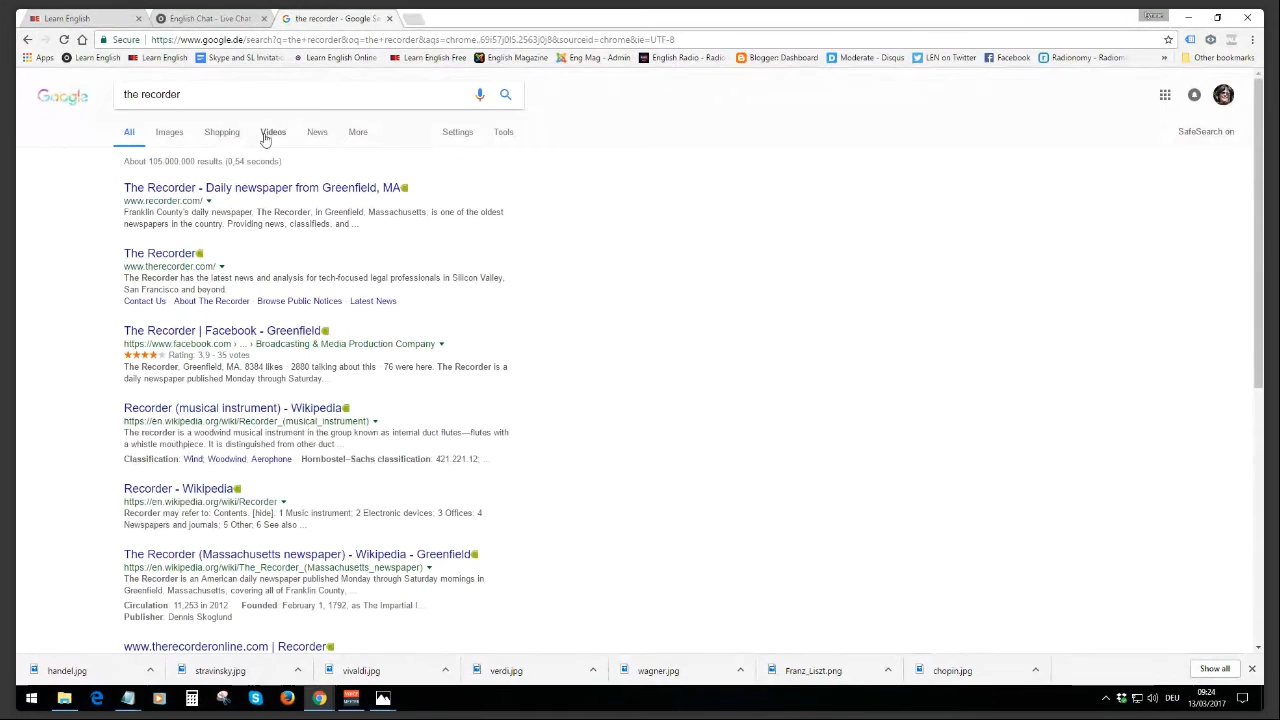 Learn English
English Chat – Live Chat
the recorder - Google S
Secure
https://www.google.de/search?q=the+recorder&oq=the+recorder&aqs=chrome..69i57j0l5.2563j0j8&sourceid=chrome&ie=UTF-8
Apps
Learn English
Learn English
Skype and SL Invitatio
Learn English Online
Learn English Free
English Magazine
Eng Mag - Admin
English Radio - Radio
Blogger: Dashboard
Moderate - Disqus
LEN on Twitter
Facebook
Radionomy - Radiom
Other bookmarks
Google
the recorder
All
Images
Shopping
Videos
News
More
Settings
Tools
SafeSearch on
About 105.000.000 results (0,54 seconds)
The Recorder - Daily newspaper from Greenfield, MA
www.recorder.com/
Franklin County's daily newspaper, The Recorder, in Greenfield, Massachusetts, is one of the oldest
newspapers in the country. Providing news, classifieds, and ...
The Recorder
www.therecorder.com/
The Recorder has the latest news and analysis for tech-focused legal professionals in Silicon Valley,
San Francisco and beyond.
Contact Us · About The Recorder · Browse Public Notices · Latest News
The Recorder | Facebook - Greenfield
https://www.facebook.com › ... › Broadcasting & Media Production Company
Rating: 3,9 - 35 votes
The Recorder, Greenfield, MA. 8384 likes · 2880 talking about this · 76 were here. The Recorder is a
daily newspaper published Monday through Saturday...
Recorder (musical instrument) - Wikipedia
https://en.wikipedia.org/wiki/Recorder_(musical_instrument)
The recorder is a woodwind musical instrument in the group known as internal duct flutes—flutes with
a whistle mouthpiece. It is distinguished from other duct ...
Classification: Wind; Woodwind; Aerophone
Hornbostel–Sachs classification: 421.221.12; ...
Recorder - Wikipedia
https://en.wikipedia.org/wiki/Recorder
Recorder may refer to: Contents. [hide]. 1 Music instrument; 2 Electronic devices; 3 Offices; 4
Newspapers and journals; 5 Other; 6 See also ...
The Recorder (Massachusetts newspaper) - Wikipedia - Greenfield
https://en.wikipedia.org/wiki/The_Recorder_(Massachusetts_newspaper)
The Recorder is an American daily newspaper published Monday through Saturday mornings in
Greenfield, Massachusetts, covering all of Franklin County, ...
Circulation: 11,253 in 2012
Founded: February 1, 1792, as The Impartial I...
Publisher: Dennis Skoglund
www.therecorderonline.com | Recorder
handel.jpg
stravinsky.jpg
vivaldi.jpg
verdi.jpg
wagner.jpg
Franz_Liszt.png
chopin.jpg
Show all
DEU
09:24
13/03/2017